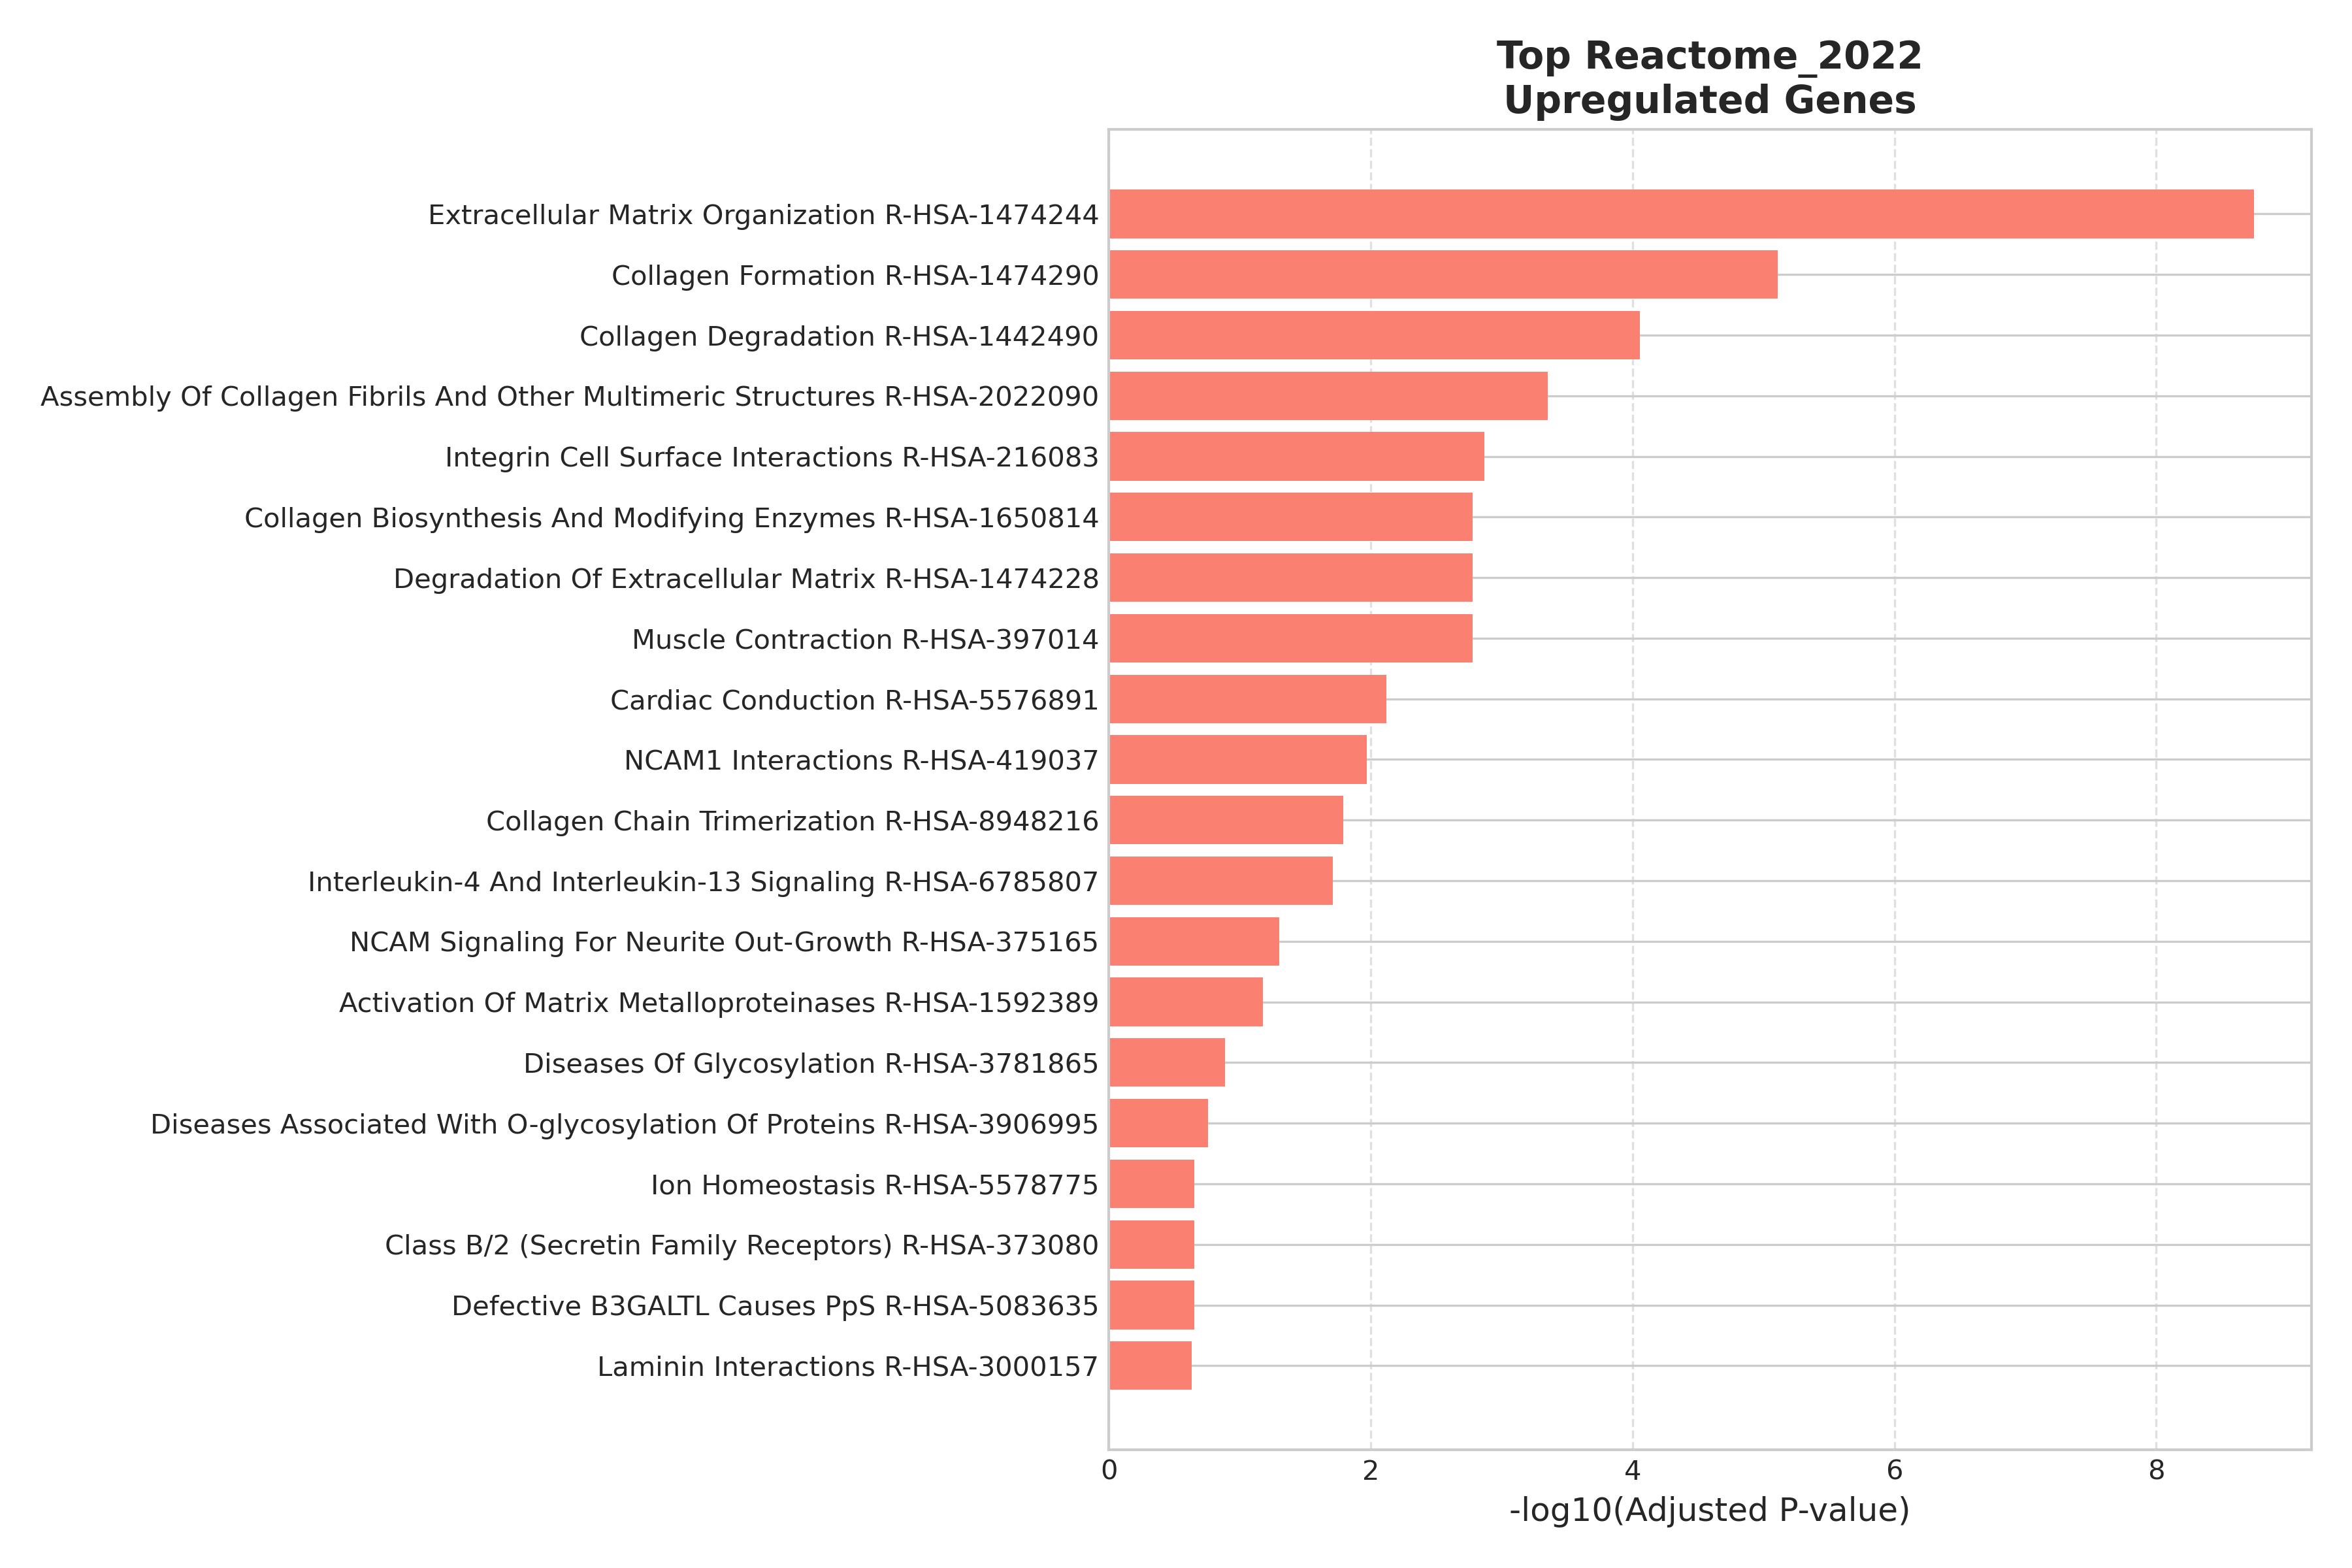 Top Reactome_2022
Upregulated Genes
Extracellular Matrix Organization R-HSA-1474244
Collagen Formation R-HSA-1474290
Collagen Degradation R-HSA-1442490
Assembly Of Collagen Fibrils And Other Multimeric Structures R-HSA-2022090
Integrin Cell Surface Interactions R-HSA-216083
Collagen Biosynthesis And Modifying Enzymes R-HSA-1650814
Degradation Of Extracellular Matrix R-HSA-1474228
Muscle Contraction R-HSA-397014
Cardiac Conduction R-HSA-5576891
NCAM1 Interactions R-HSA-419037
Collagen Chain Trimerization R-HSA-8948216
Interleukin-4 And Interleukin-13 Signaling R-HSA-6785807
NCAM Signaling For Neurite Out-Growth R-HSA-375165
Activation Of Matrix Metalloproteinases R-HSA-1592389
Diseases Of Glycosylation R-HSA-3781865
Diseases Associated With O-glycosylation Of Proteins R-HSA-3906995
Ion Homeostasis R-HSA-5578775
Class B/2 (Secretin Family Receptors) R-HSA-373080
Defective B3GALTL Causes PpS R-HSA-5083635
Laminin Interactions R-HSA-3000157
0 2 4 6 8
-log10(Adjusted P-value)